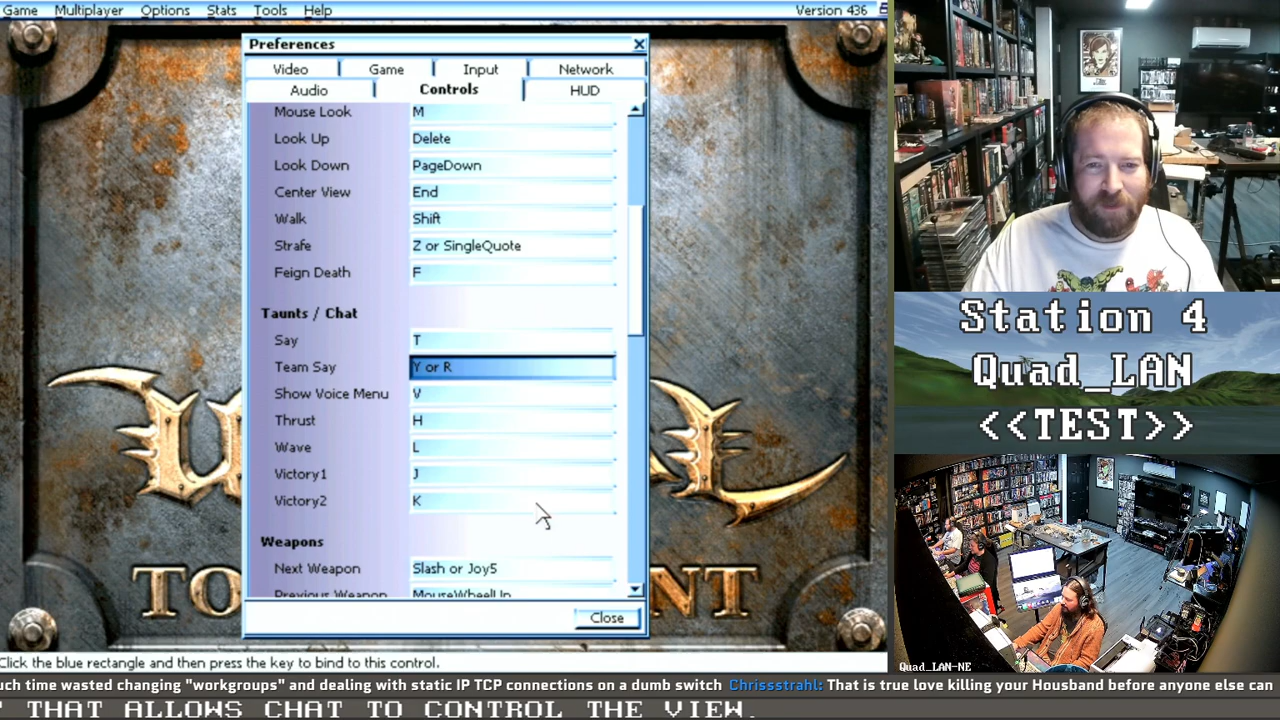 Game Multiplayer Options Stats Tools Help Version 436
Preferences
Video Game Input Network
Audio Controls HUD
Mouse Look M
Look Up Delete
Look Down PageDown
Center View End
Walk Shift
Strafe Z or SingleQuote
Feign Death F
Taunts / Chat
Say T
Team Say Y or R
Show Voice Menu V
Thrust H
Wave L
Victory1 J
Victory2 K
Weapons
Next Weapon Slash or Joy5
Previous Weapon MouseWheelUp
Close
Click the blue rectangle and then press the key to bind to this control.
Station 4
Quad_LAN
<<TEST>>
Quad_LAN-NE
uch time wasted changing "workgroups" and dealing with static IP TCP connections on a dumb switch Chrissstrahl: That is true love killing your Housband before anyone else can
THAT ALLOWS CHAT TO CONTROL THE VIEW.